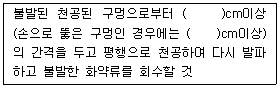 불발된 천공된 구멍으로부터 (    )cm이상
(손으로 뚫은 구멍인 경우에는 (    )cm이상)
의 간격을 두고 평행으로 천공하여 다시 발파
하고 불발한 화약류를 회수할 것